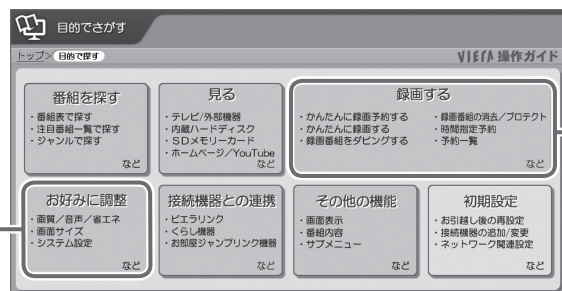 目的でさがす
トップ>目的で探す
VIErA 操作ガイド
番組を探す
・番組表で探す
・注目番組一覧で探す
・ジャンルで探す
など
見る
・テレビ/外部機器
・内蔵ハードディスク
・SDメモリーカード
・ホームページ/YouTube
など
録画する
・かんたんに録画予約する
・かんたんに録画する
・録画番組をダビングする
・録画番組の消去/プロテクト
・時間指定予約
・予約一覧
など
お好みに調整
・画質/音声/省エネ
・画面サイズ
・システム設定
など
接続機器との連携
・ビエラリンク
・くらし機器
・お部屋ジャンプリンク機器
など
その他の機能
・画面表示
・番組内容
・サブメニュー
など
初期設定
・お引越し後の再設定
・接続機器の追加/変更
・ネットワーク関連設定
など